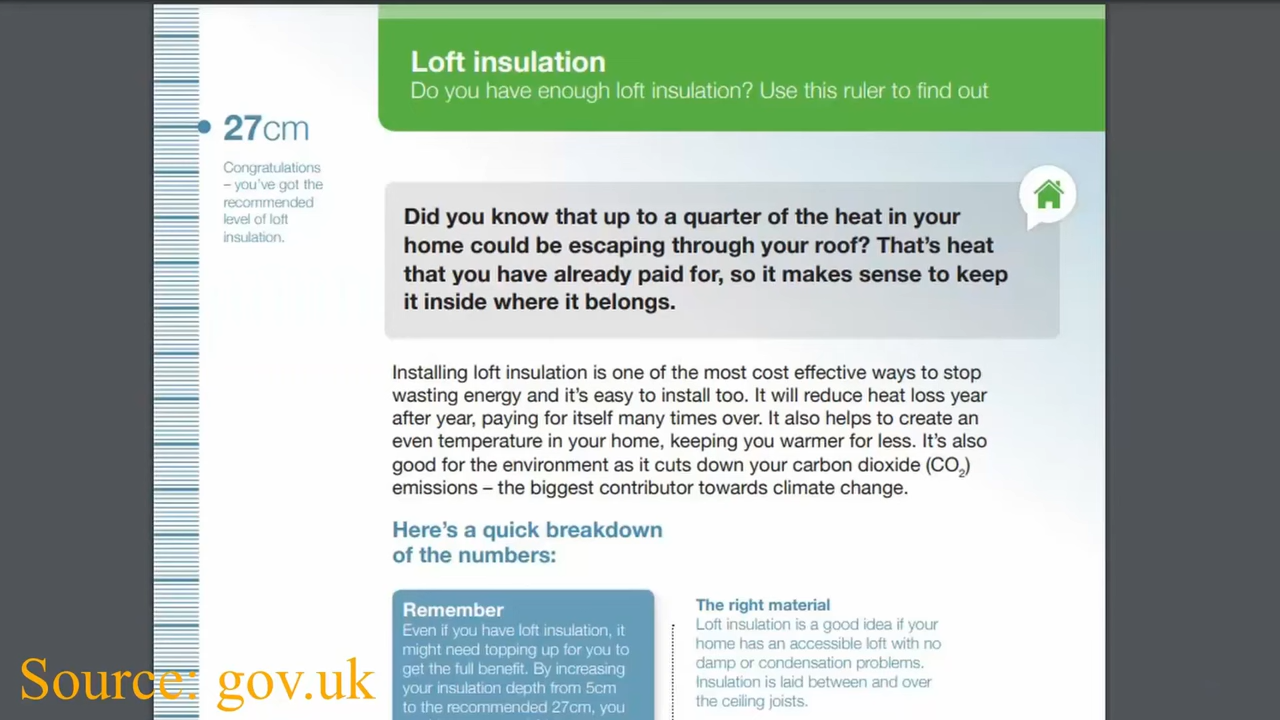 Loft insulation
Do you have enough loft insulation? Use this ruler to find out
27cm
Congratulations
– you've got the
recommended
level of loft
insulation.
Did you know that up to a quarter of the heat in your
home could be escaping through your roof? That's heat
that you have already paid for, so it makes sense to keep
it inside where it belongs.
Installing loft insulation is one of the most cost effective ways to stop
wasting energy and it's easy to install too. It will reduce heat loss year
after year, paying for itself many times over. It also helps to create an
even temperature in your home, keeping you warmer for less. It's also
good for the environment as it cuts down your carbon dioxide (CO₂)
emissions – the biggest contributor towards climate change.
Here's a quick breakdown
of the numbers:
Remember
Even if you have loft insulation, it
might need topping up for you to
get the full benefit. By increasing
your insulation depth from 5cm
to the recommended 27cm, you
The right material
Loft insulation is a good idea if your
home has an accessible loft with no
damp or condensation problems.
Insulation is laid between and over
the ceiling joists.
Source: gov.uk